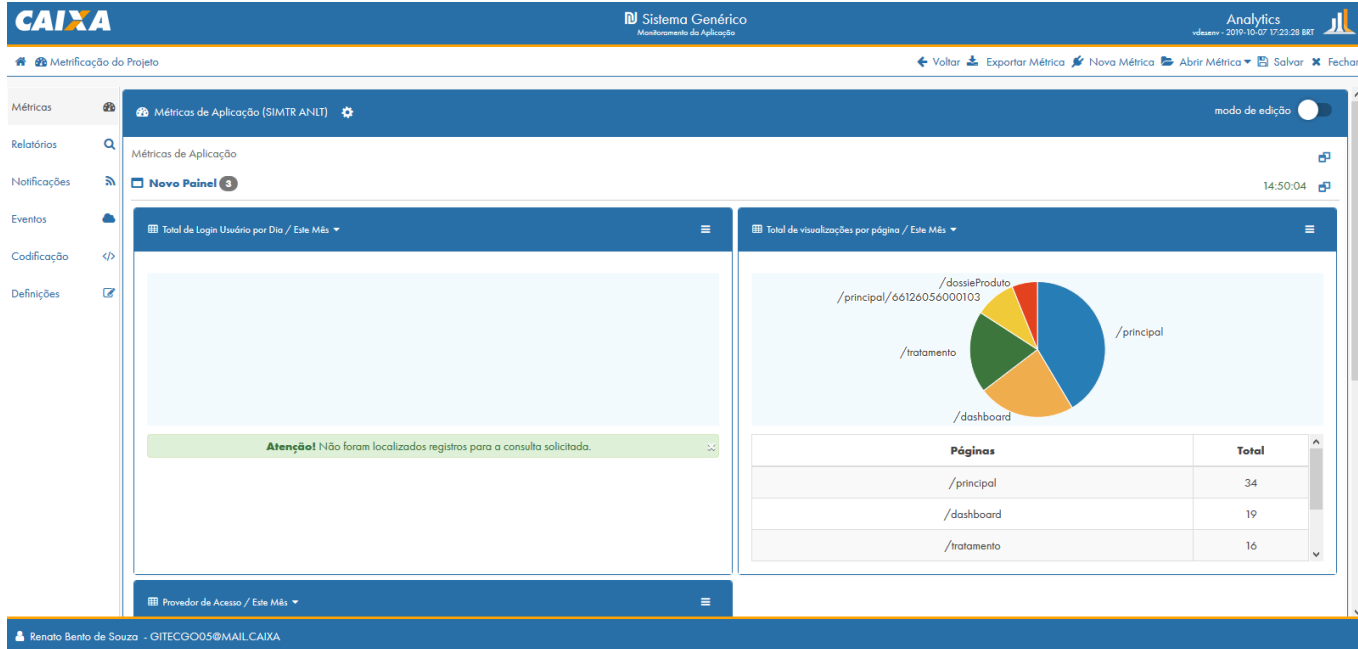 CAIXA
Sistema Genérico
Monitoramento da Aplicação
Analytics
vdesenv - 2019-10-07 17:23:28 BRT
Metrificação do Projeto
Voltar Exportar Métrica Nova Métrica Abrir Métrica Salvar Fechar
Métricas
Relatórios
Notificações
Eventos
Codificação
Definições
Métricas de Aplicação (SIMTR ANLT)
modo de edição
Métricas de Aplicação
Novo Painel 3
14:50:04
Total de Login Usuário por Dia / Este Mês
Atenção! Não foram localizados registros para a consulta solicitada.
Total de visualizações por página / Este Mês
/dossieProduto
/principal/66126056000103
/principal
/tratamento
/dashboard
Páginas Total
/principal 34
/dashboard 19
/tratamento 16
Provedor de Acesso / Este Mês
Renato Bento de Souza - GITECGO05@MAIL.CAIXA